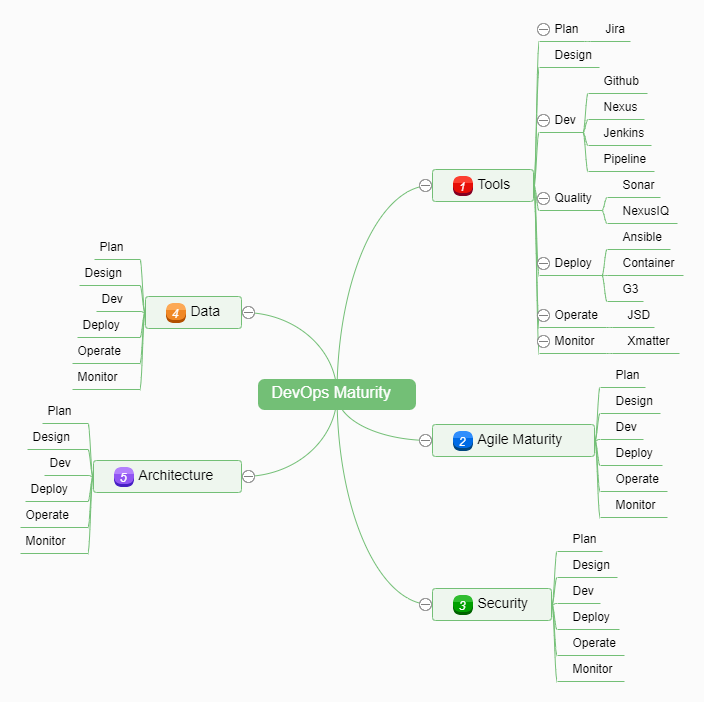 DevOps Maturity
1 Tools
Plan
Jira
Design
Dev
Github
Nexus
Jenkins
Pipeline
Quality
Sonar
NexusIQ
Deploy
Ansible
Container
G3
Operate
JSD
Monitor
Xmatter
2 Agile Maturity
Plan
Design
Dev
Deploy
Operate
Monitor
3 Security
Plan
Design
Dev
Deploy
Operate
Monitor
4 Data
Plan
Design
Dev
Deploy
Operate
Monitor
5 Architecture
Plan
Design
Dev
Deploy
Operate
Monitor